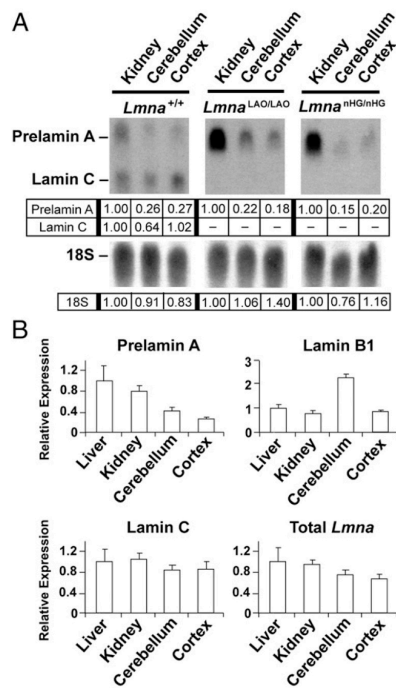 A
Kidney Cerebellum Cortex Kidney Cerebellum Cortex Kidney Cerebellum Cortex
Lmna+/+ LmnaLAO/LAO LmnanHG/nHG
Prelamin A –
Lamin C –
Prelamin A 1.00 0.26 0.27 1.00 0.22 0.18 1.00 0.15 0.20
Lamin C 1.00 0.64 1.02 – – – – – –
18S –
18S 1.00 0.91 0.83 1.00 1.06 1.40 1.00 0.76 1.16
B
Prelamin A Lamin B1
Relative Expression
1.2
0.8
0.4
0
Liver Kidney Cerebellum Cortex
3
2
1
0
Liver Kidney Cerebellum Cortex
Lamin C Total Lmna
Relative Expression
1.2
0.8
0.4
0
Liver Kidney Cerebellum Cortex
1.2
0.8
0.4
0
Liver Kidney Cerebellum Cortex